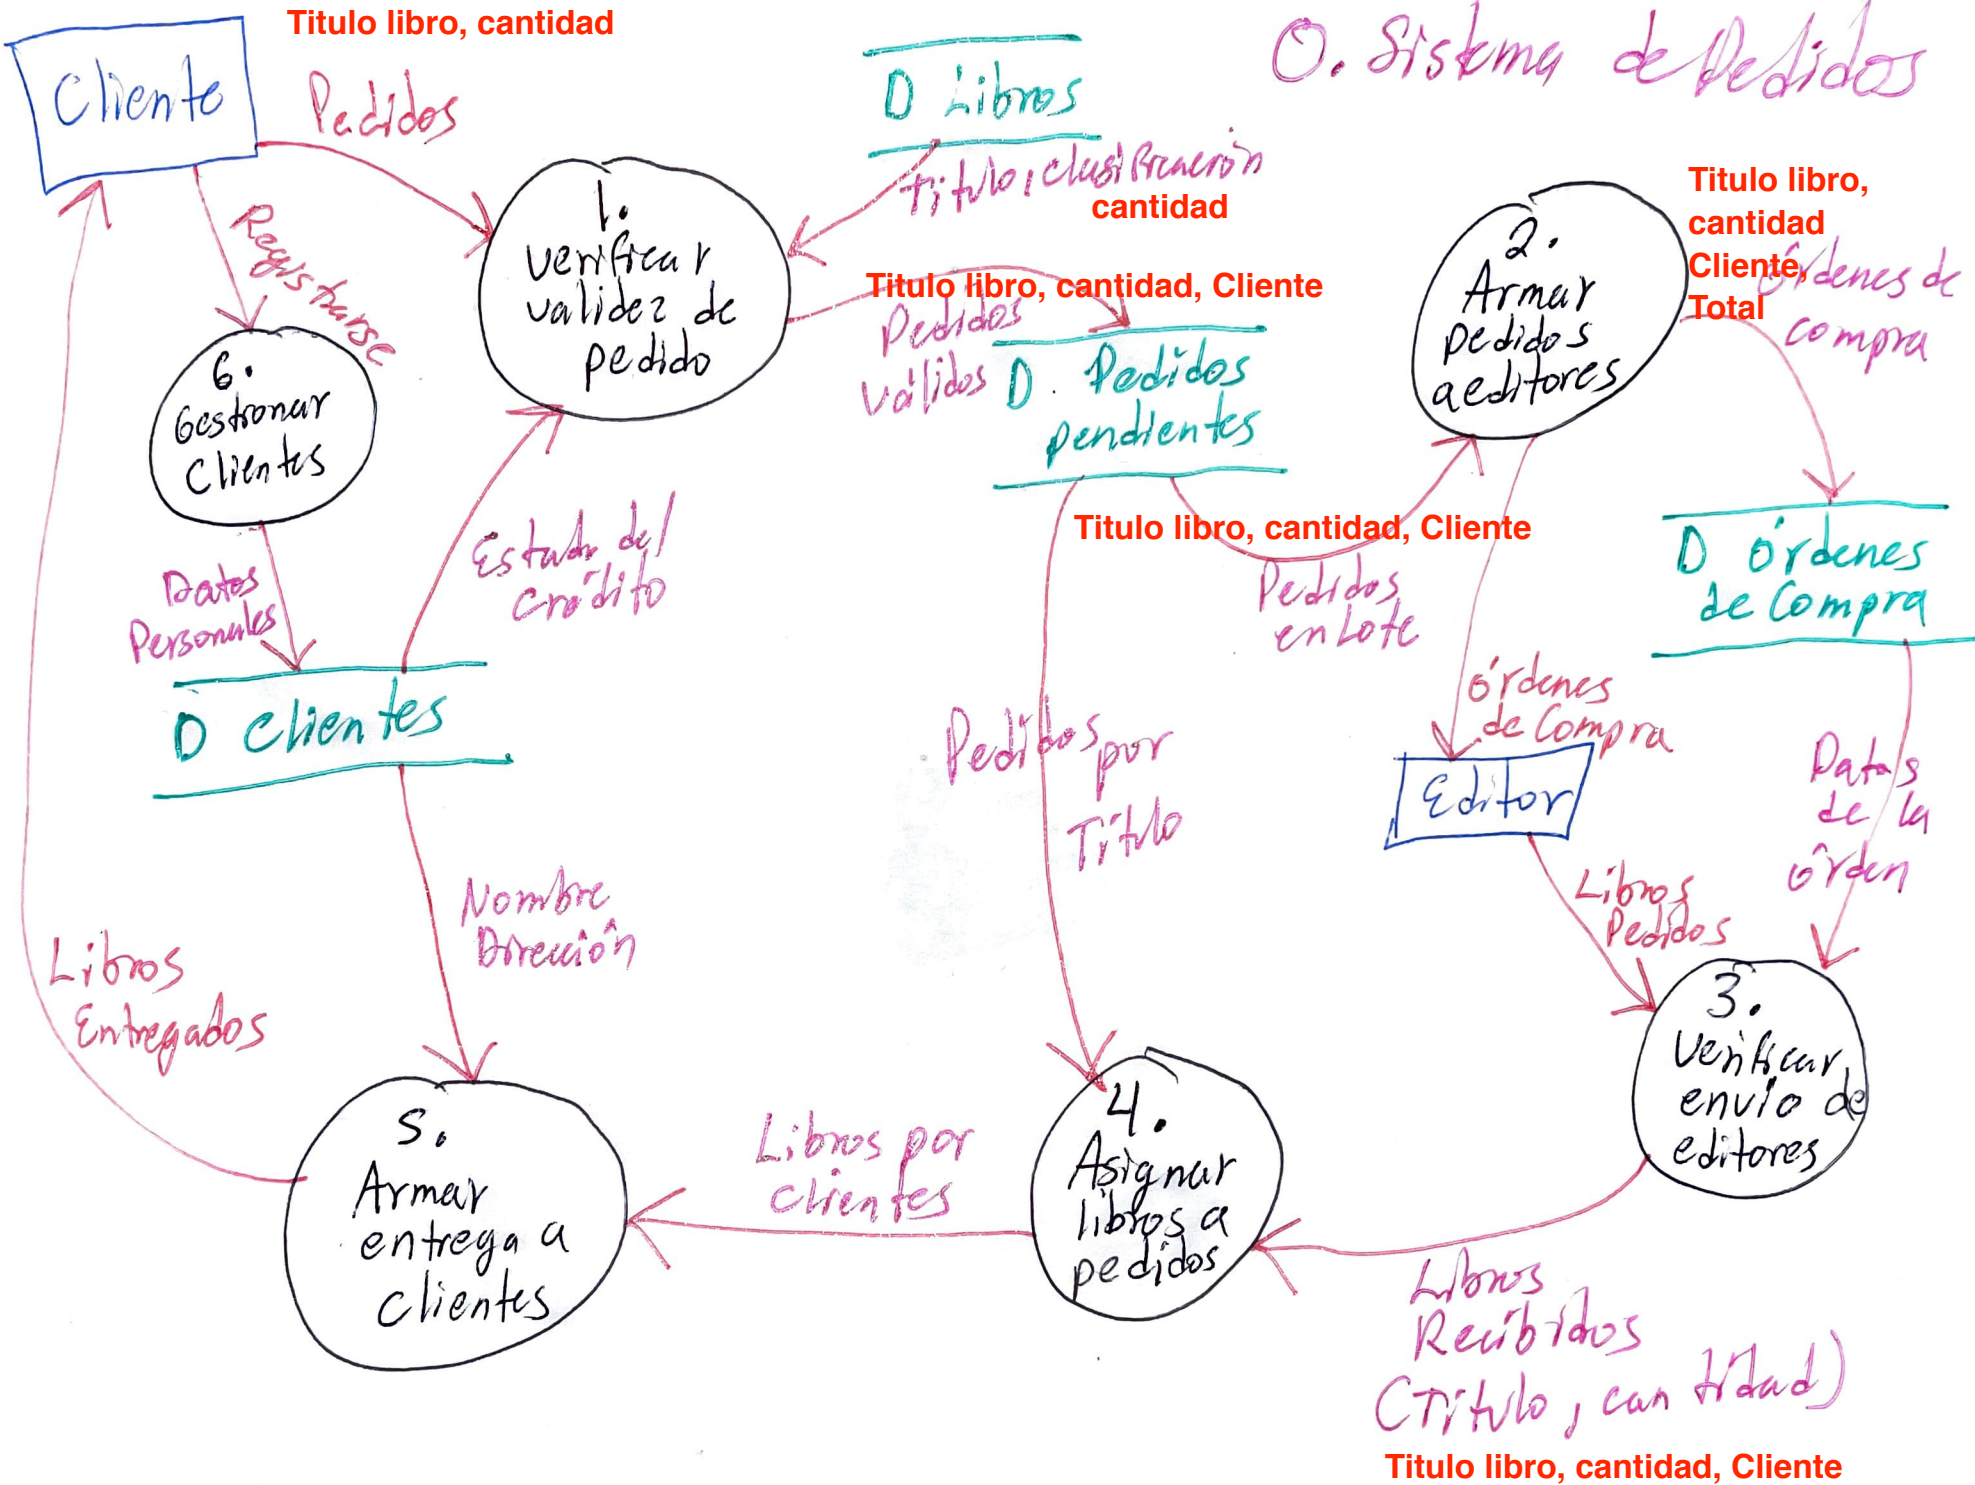 Titulo libro, cantidad
O. Sistema de Pedidos
Cliente
Pedidos
D Libros
Título, clasificación
cantidad
Registrarse
1.
Verificar
validez de
pedido
Titulo libro, cantidad, Cliente
Pedidos
Válidos
D. Pedidos
pendientes
2.
Armar
pedidos
a editores
Titulo libro,
cantidad
Cliente,
Total
órdenes de
compra
6.
Gestionar
Clientes
Estado del
Crédito
Titulo libro, cantidad, Cliente
Pedidos
en Lote
D órdenes
de Compra
Datos
Personales
D Clientes
Pedidos por
Título
órdenes
de Compra
Editor
Datos
de la
órden
Nombre
Dirección
Libros
Pedidos
Libros
Entregados
3.
Verificar
envío de
editores
4.
Asignar
libros a
pedidos
Libros por
Clientes
5.
Armar
entrega a
clientes
Libros
Recibidos
(Título, cantidad)
Titulo libro, cantidad, Cliente